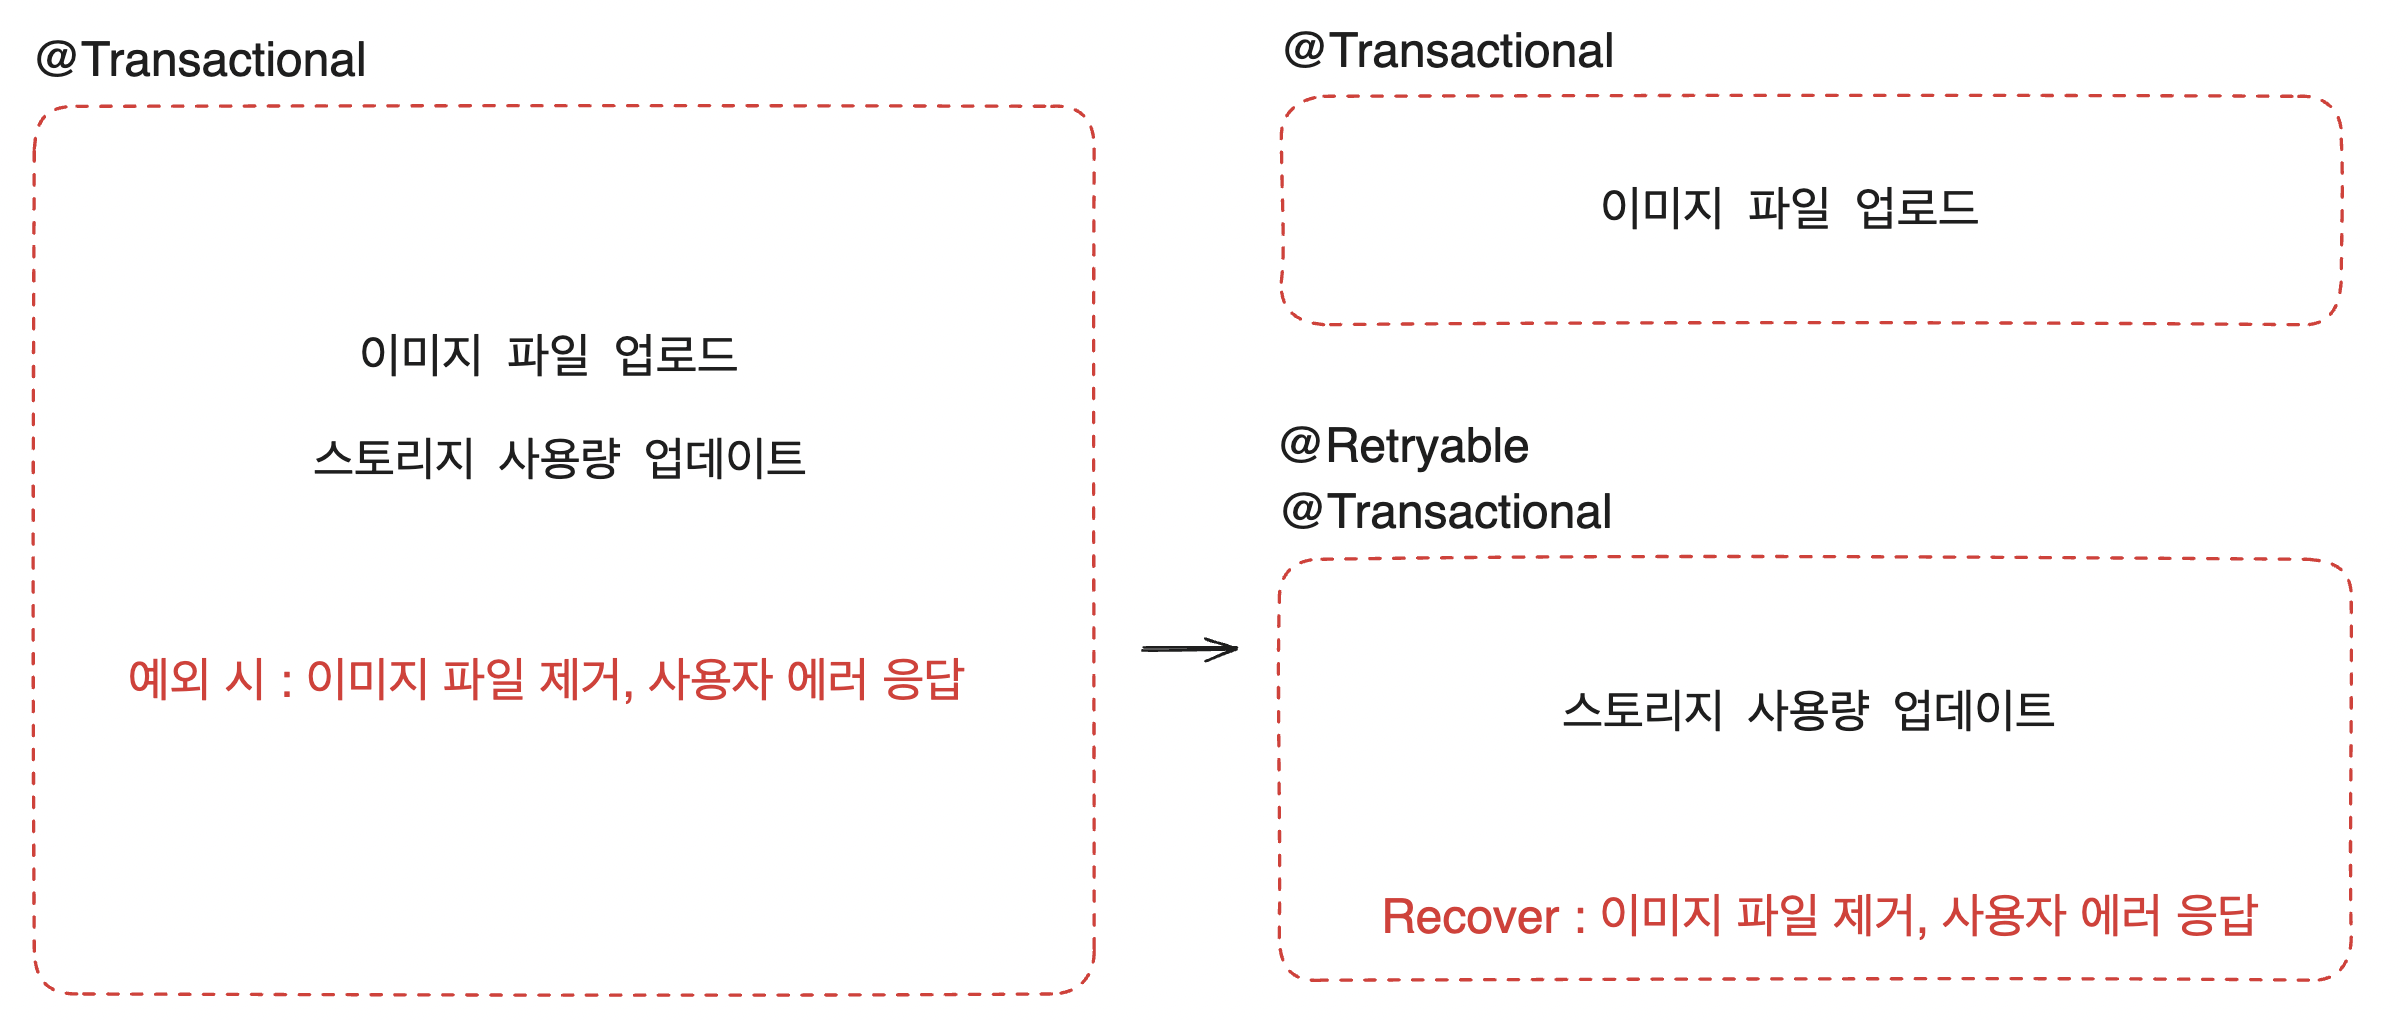 @Transactional
이미지 파일 업로드
스토리지 사용량 업데이트
예외 시 : 이미지 파일 제거, 사용자 에러 응답
@Transactional
이미지 파일 업로드
@Retryable
@Transactional
스토리지 사용량 업데이트
Recover : 이미지 파일 제거, 사용자 에러 응답